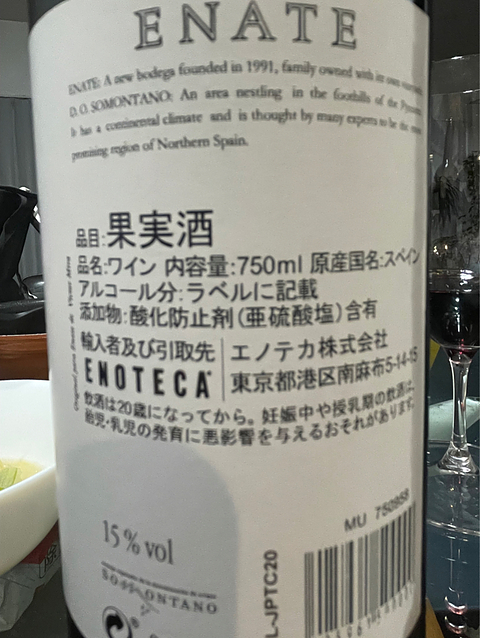 ENATE
ENATE: A new bodega founded in 1991, family owned with its own
D. O. SOMONTANO: An area nestling in the foothills of the
It has a continental climate and is thought by many experts to be the most
promising region of Northern Spain.
品目:果実酒
品名:ワイン 内容量:750ml 原産国名:スペイン
アルコール分:ラベルに記載
添加物:酸化防止剤(亜硫酸塩)含有
輸入者及び引取先 エノテカ株式会社
ENOTECA 東京都港区南麻布5-14-15
飲酒は20歳になってから。妊娠中や授乳期の飲酒は、
胎児・乳児の発育に悪影響を与えるおそれがあります。
MU 750958
15% vol
SOMONTANO
L-JPTC20